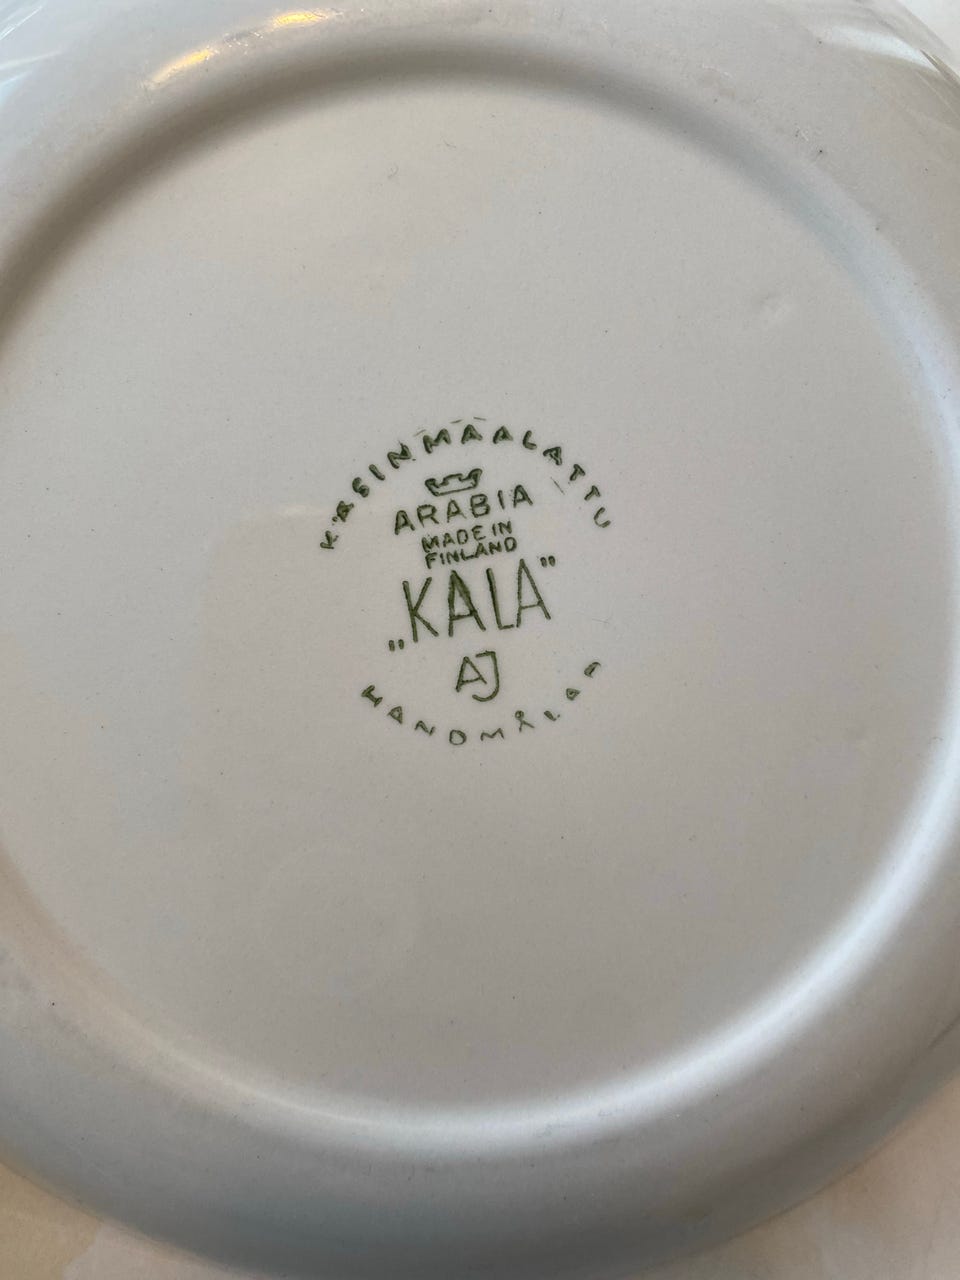 KÄSINMAALATTU
ARABIA
MADE IN
FINLAND
„KALA”
AJ
HANDMÅLAD